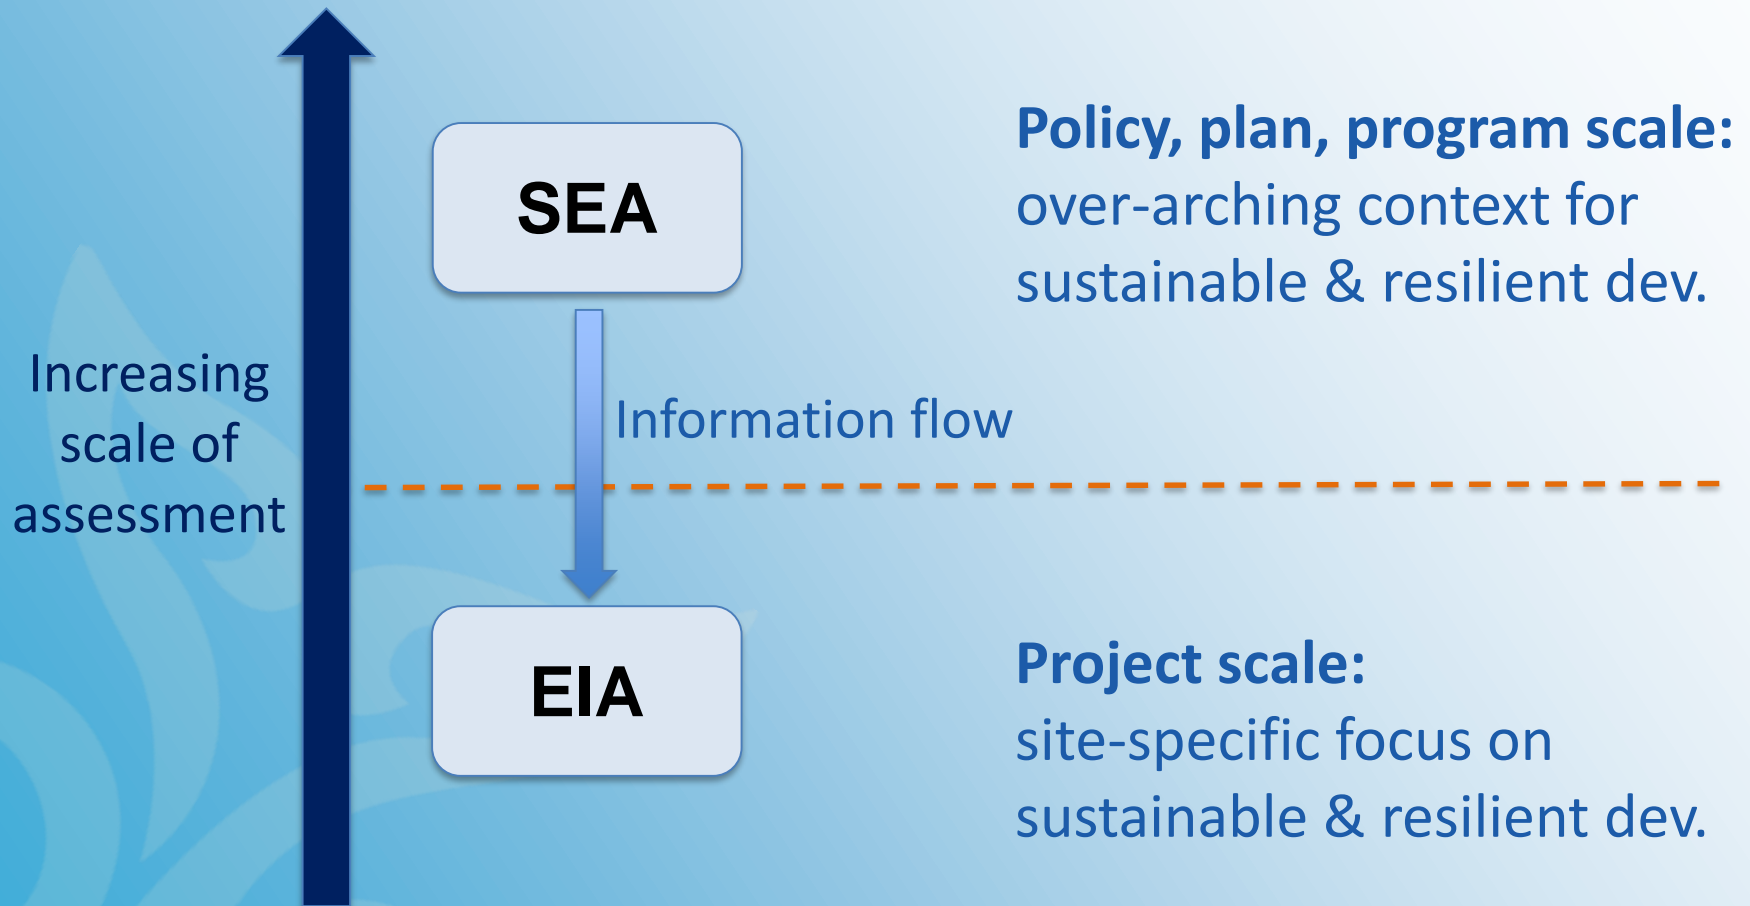 SEA
Policy, plan, program scale:
over-arching context for
sustainable & resilient dev.
Increasing
scale of
assessment
Information flow
EIA
Project scale:
site-specific focus on
sustainable & resilient dev.